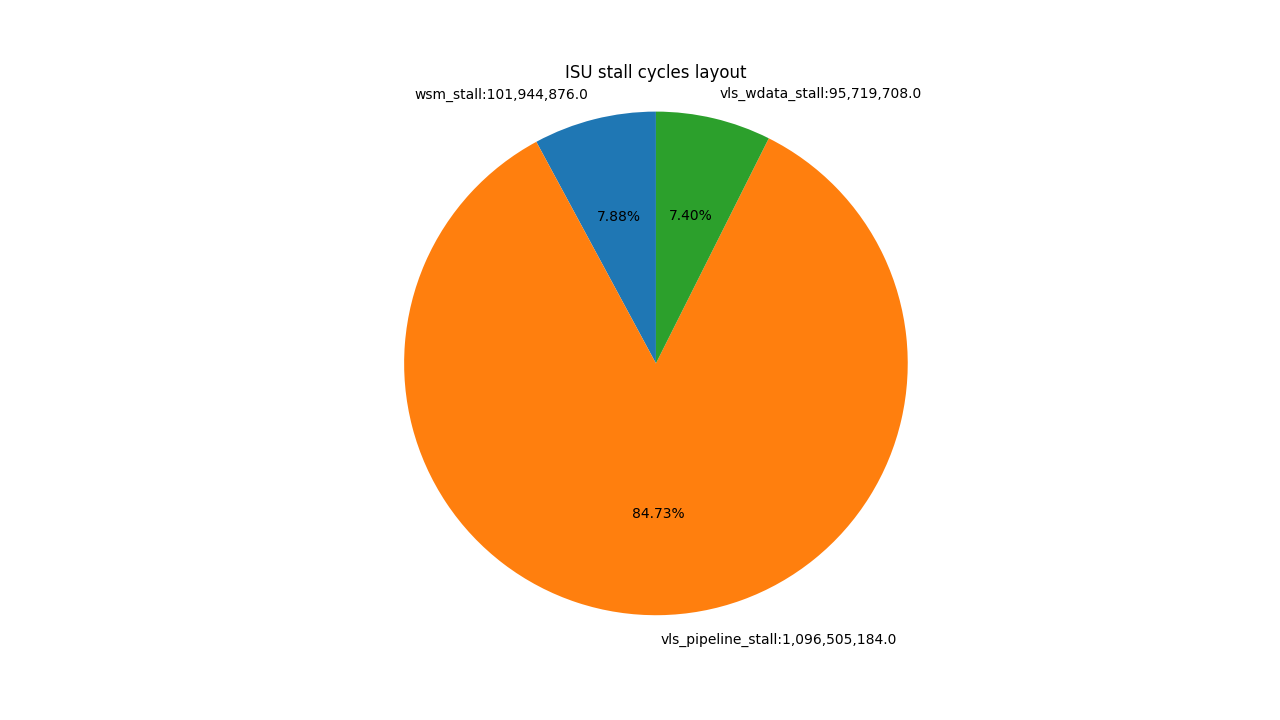 ISU stall cycles layout
wsm_stall:101,944,876.0
vls_wdata_stall:95,719,708.0
7.88%
7.40%
84.73%
vls_pipeline_stall:1,096,505,184.0